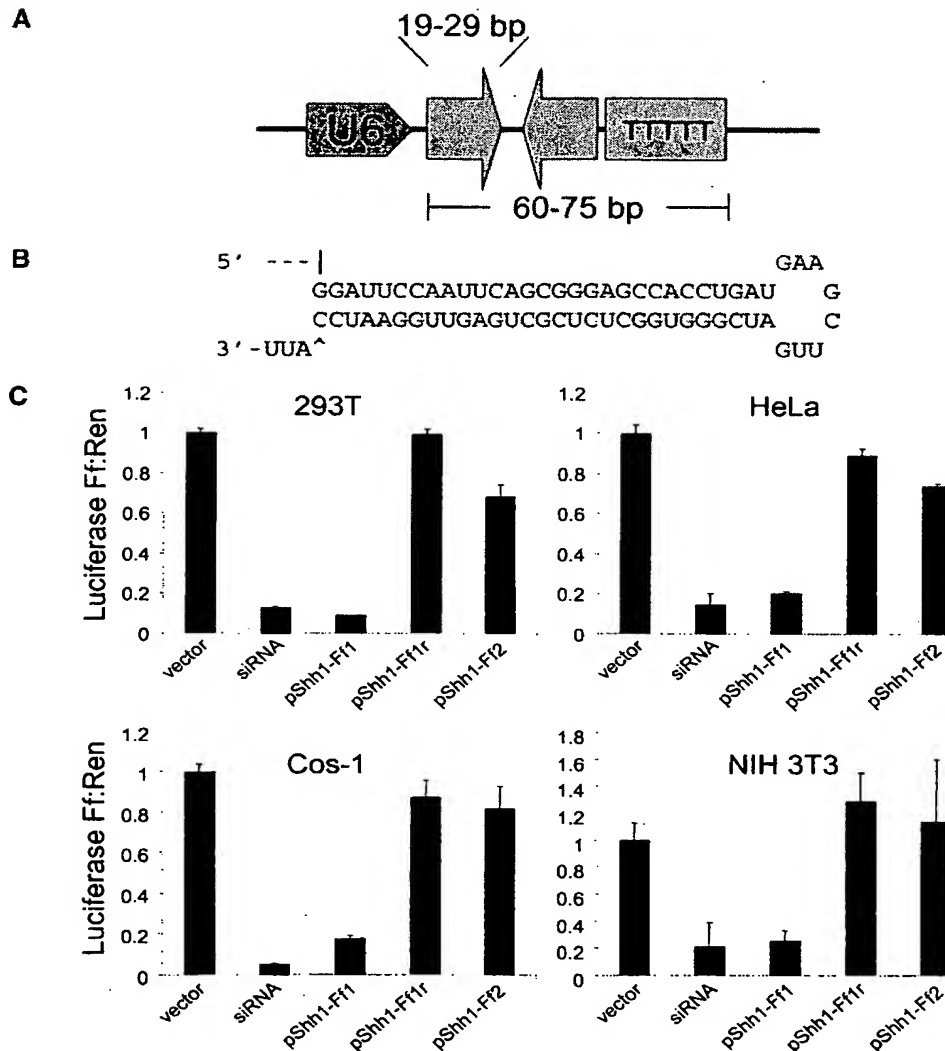 A
19-29 bp
U6
TTTTT
60-75 bp
B
5' ---|
GAA
GGAUUCCAAUUCAGCGGGAGCCACCUGAU G
CCUAAGGUUGAGUCGCUCUCGGUGGGCUA C
3'-UUA^
GUU
C
Luciferase Ff:Ren
1.2
1
0.8
0.6
0.4
0.2
0
293T
vector
siRNA
pShh1-Ff1
pShh1-Ff1r
pShh1-Ff2
1.2
1
0.8
0.6
0.4
0.2
0
HeLa
vector
siRNA
pShh1-Ff1
pShh1-Ff1r
pShh1-Ff2
Luciferase Ff:Ren
1.2
1
0.8
0.6
0.4
0.2
0
Cos-1
vector
siRNA
pShh1-Ff1
pShh1-Ff1r
pShh1-Ff2
1.8
1.6
1.4
1.2
1
0.8
0.6
0.4
0.2
0
NIH 3T3
vector
siRNA
pShh1-Ff1
pShh1-Ff1r
pShh1-Ff2